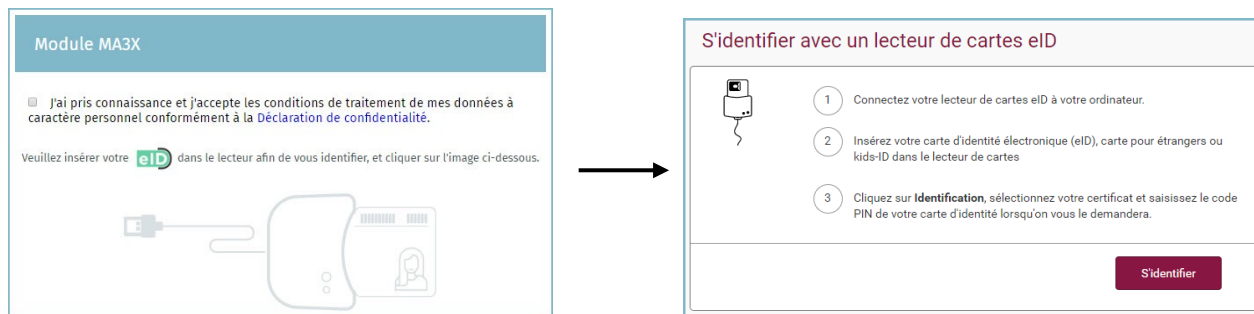 Module MA3X
J'ai pris connaissance et j'accepte les conditions de traitement de mes données à
caractère personnel conformément à la Déclaration de confidentialité.
Veuillez insérer votre eID dans le lecteur afin de vous identifier, et cliquer sur l'image ci-dessous.
S'identifier avec un lecteur de cartes eID
1 Connectez votre lecteur de cartes eID à votre ordinateur.
2 Insérez votre carte d'identité électronique (eID), carte pour étrangers ou
kids-ID dans le lecteur de cartes
3 Cliquez sur Identification, sélectionnez votre certificat et saisissez le code
PIN de votre carte d'identité lorsqu'on vous le demandera.
S'identifier